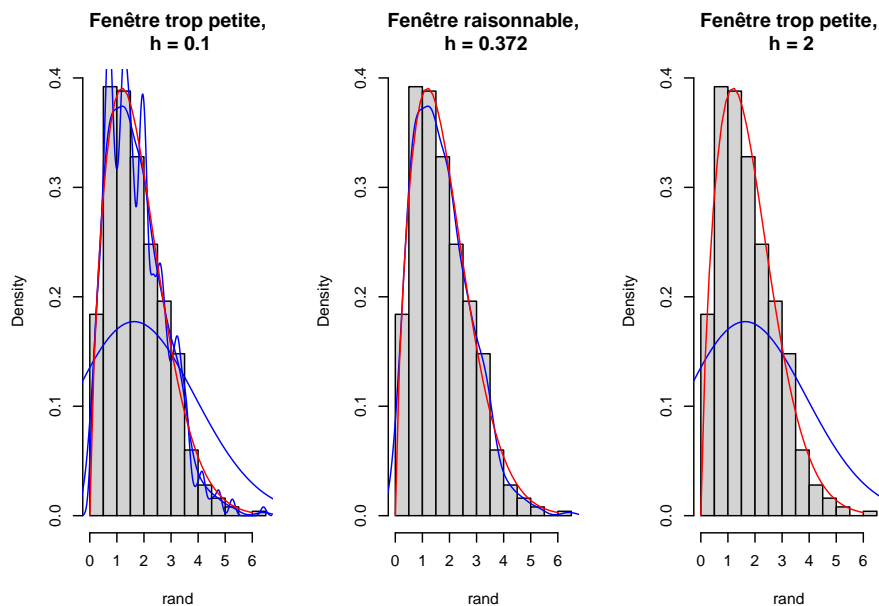 Fenêtre trop petite,
h = 0.1
Density
0.0
0.1
0.2
0.3
0.4
0 1 2 3 4 5 6
rand
Fenêtre raisonnable,
h = 0.372
Density
0.0
0.1
0.2
0.3
0.4
0 1 2 3 4 5 6
rand
Fenêtre trop petite,
h = 2
Density
0.0
0.1
0.2
0.3
0.4
0 1 2 3 4 5 6
rand